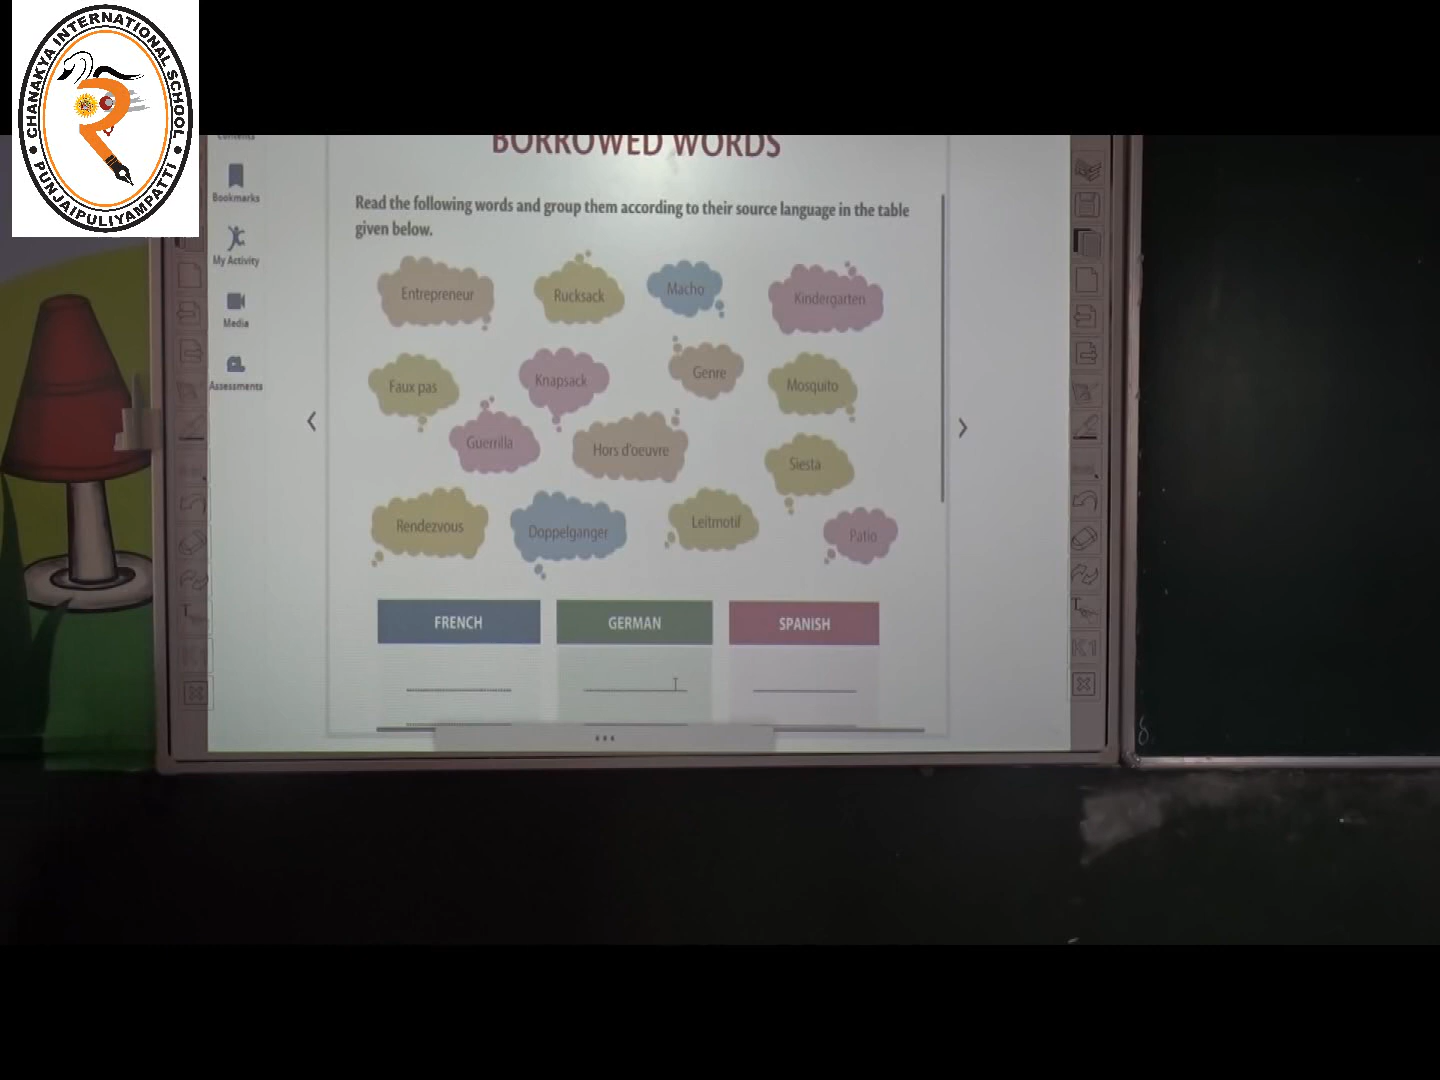 CHANAKYA INTERNATIONAL SCHOOL
• PUNJAIPULIYAMPATTI •
Contents
Bookmarks
My Activity
Media
Assessments
BORROWED WORDS
Read the following words and group them according to their source language in the table
given below.
Entrepreneur Rucksack Macho Kindergarten
Faux pas Knapsack Genre Mosquito
Guerrilla Hors d'oeuvre Siesta
Rendezvous Doppelganger Leitmotif Patio
FRENCH GERMAN SPANISH
K1